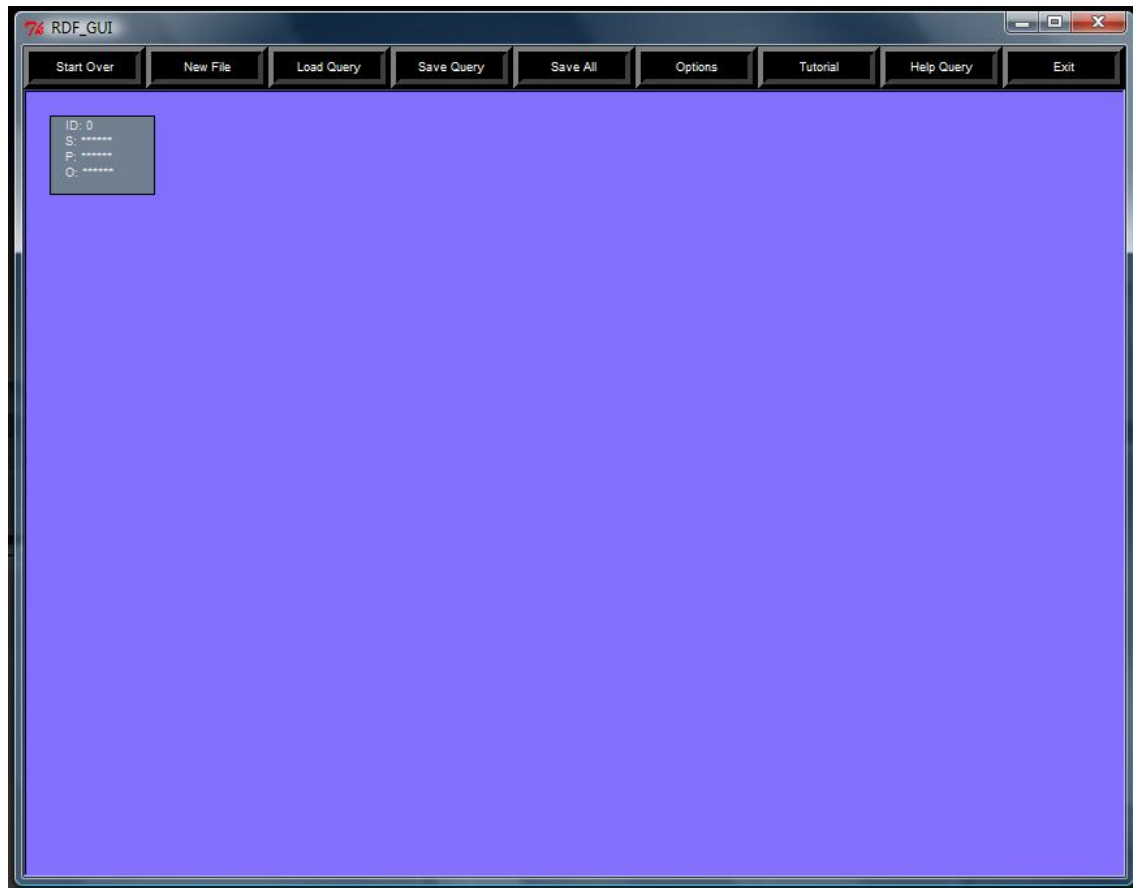 RDF_GUI
Start Over New File Load Query Save Query Save All Options Tutorial Help Query Exit
ID: 0
S: ******
P: ******
O: ******